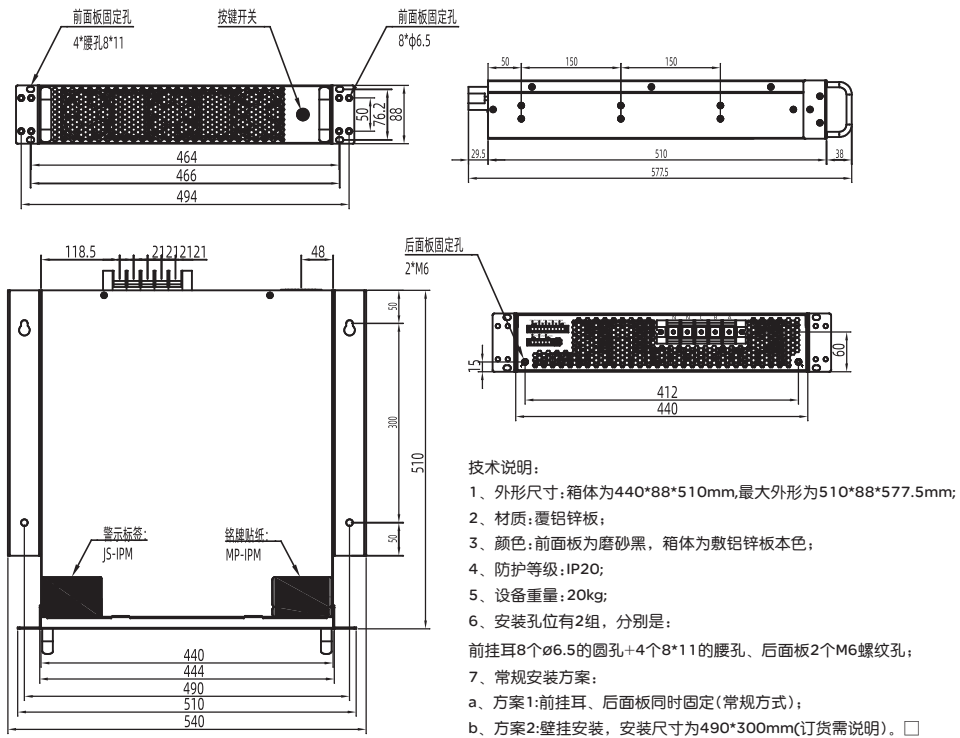 前面板固定孔
4*腰孔8*11
按键开关
前面板固定孔
8*ϕ6.5
50
76.2
88
464
466
494
50
150
150
29.5
510
38
577.5
118.5
21212121
48
50
300
510
50
警示标签:
JS-IPM
铭牌贴纸:
MP-IPM
440
444
490
510
540
后面板固定孔
2*M6
15
60
412
440
技术说明:
1、外形尺寸:箱体为440*88*510mm,最大外形为510*88*577.5mm;
2、材质:覆铝锌板;
3、颜色:前面板为磨砂黑，箱体为敷铝锌板本色;
4、防护等级:IP20;
5、设备重量:20kg;
6、安装孔位有2组，分别是:
前挂耳8个ø6.5的圆孔+4个8*11的腰孔、后面板2个M6螺纹孔;
7、常规安装方案:
a、方案1:前挂耳、后面板同时固定(常规方式);
b、方案2:壁挂安装，安装尺寸为490*300mm(订货需说明)。□